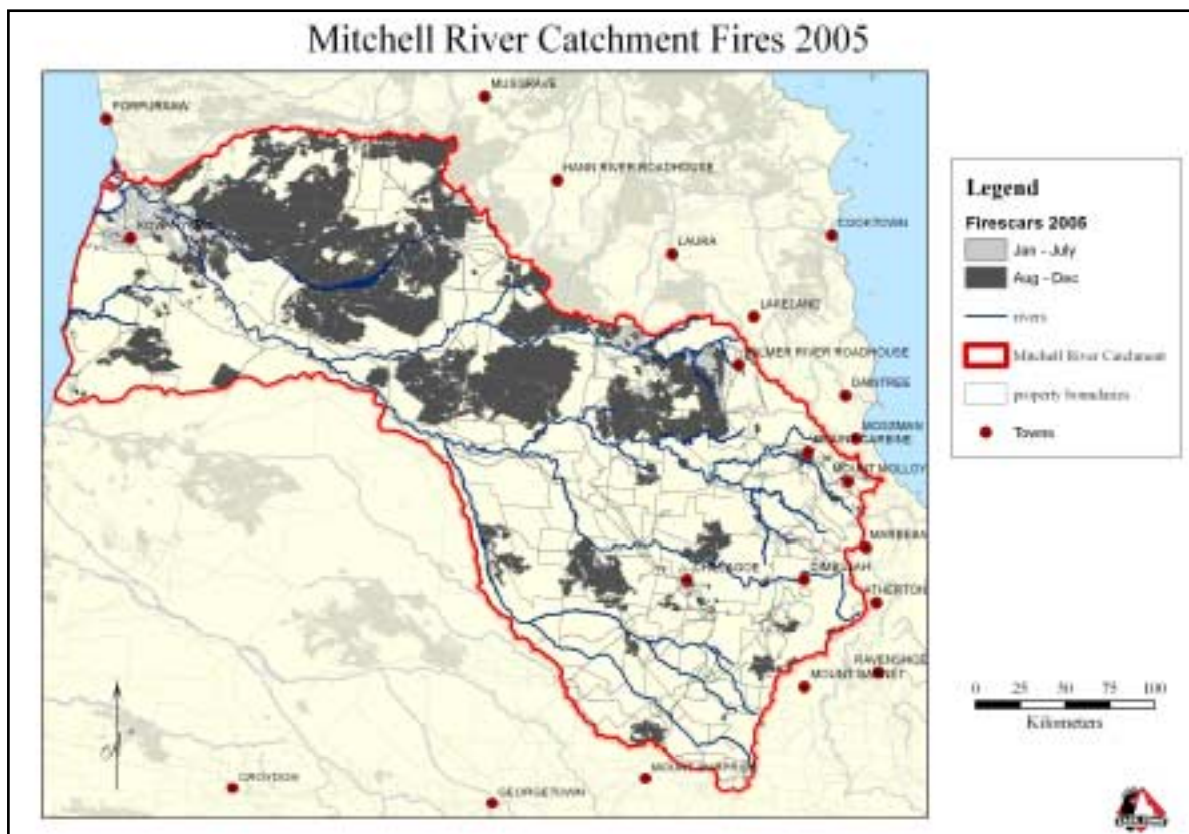 Mitchell River Catchment Fires 2005
MUSGRAVE
PORPURAAW
HANN RIVER ROADHOUSE
COOKTOWN
LAURA
LAKELAND
PALMER RIVER ROADHOUSE
DAINTREE
MOSSMAN
MOUNT CARBINE
MOUNT MOLLOY
MAREEBA
CHILLAGOE
DIMBULAH
ATHERTON
RAVENSHOE
MOUNT GARNET
MOUNT SURPRISE
CROYDON
GEORGETOWN
Legend
Firescars 2005
Jan - July
Aug - Dec
rivers
Mitchell River Catchment
property boundaries
Towns
0 25 50 75 100
Kilometers